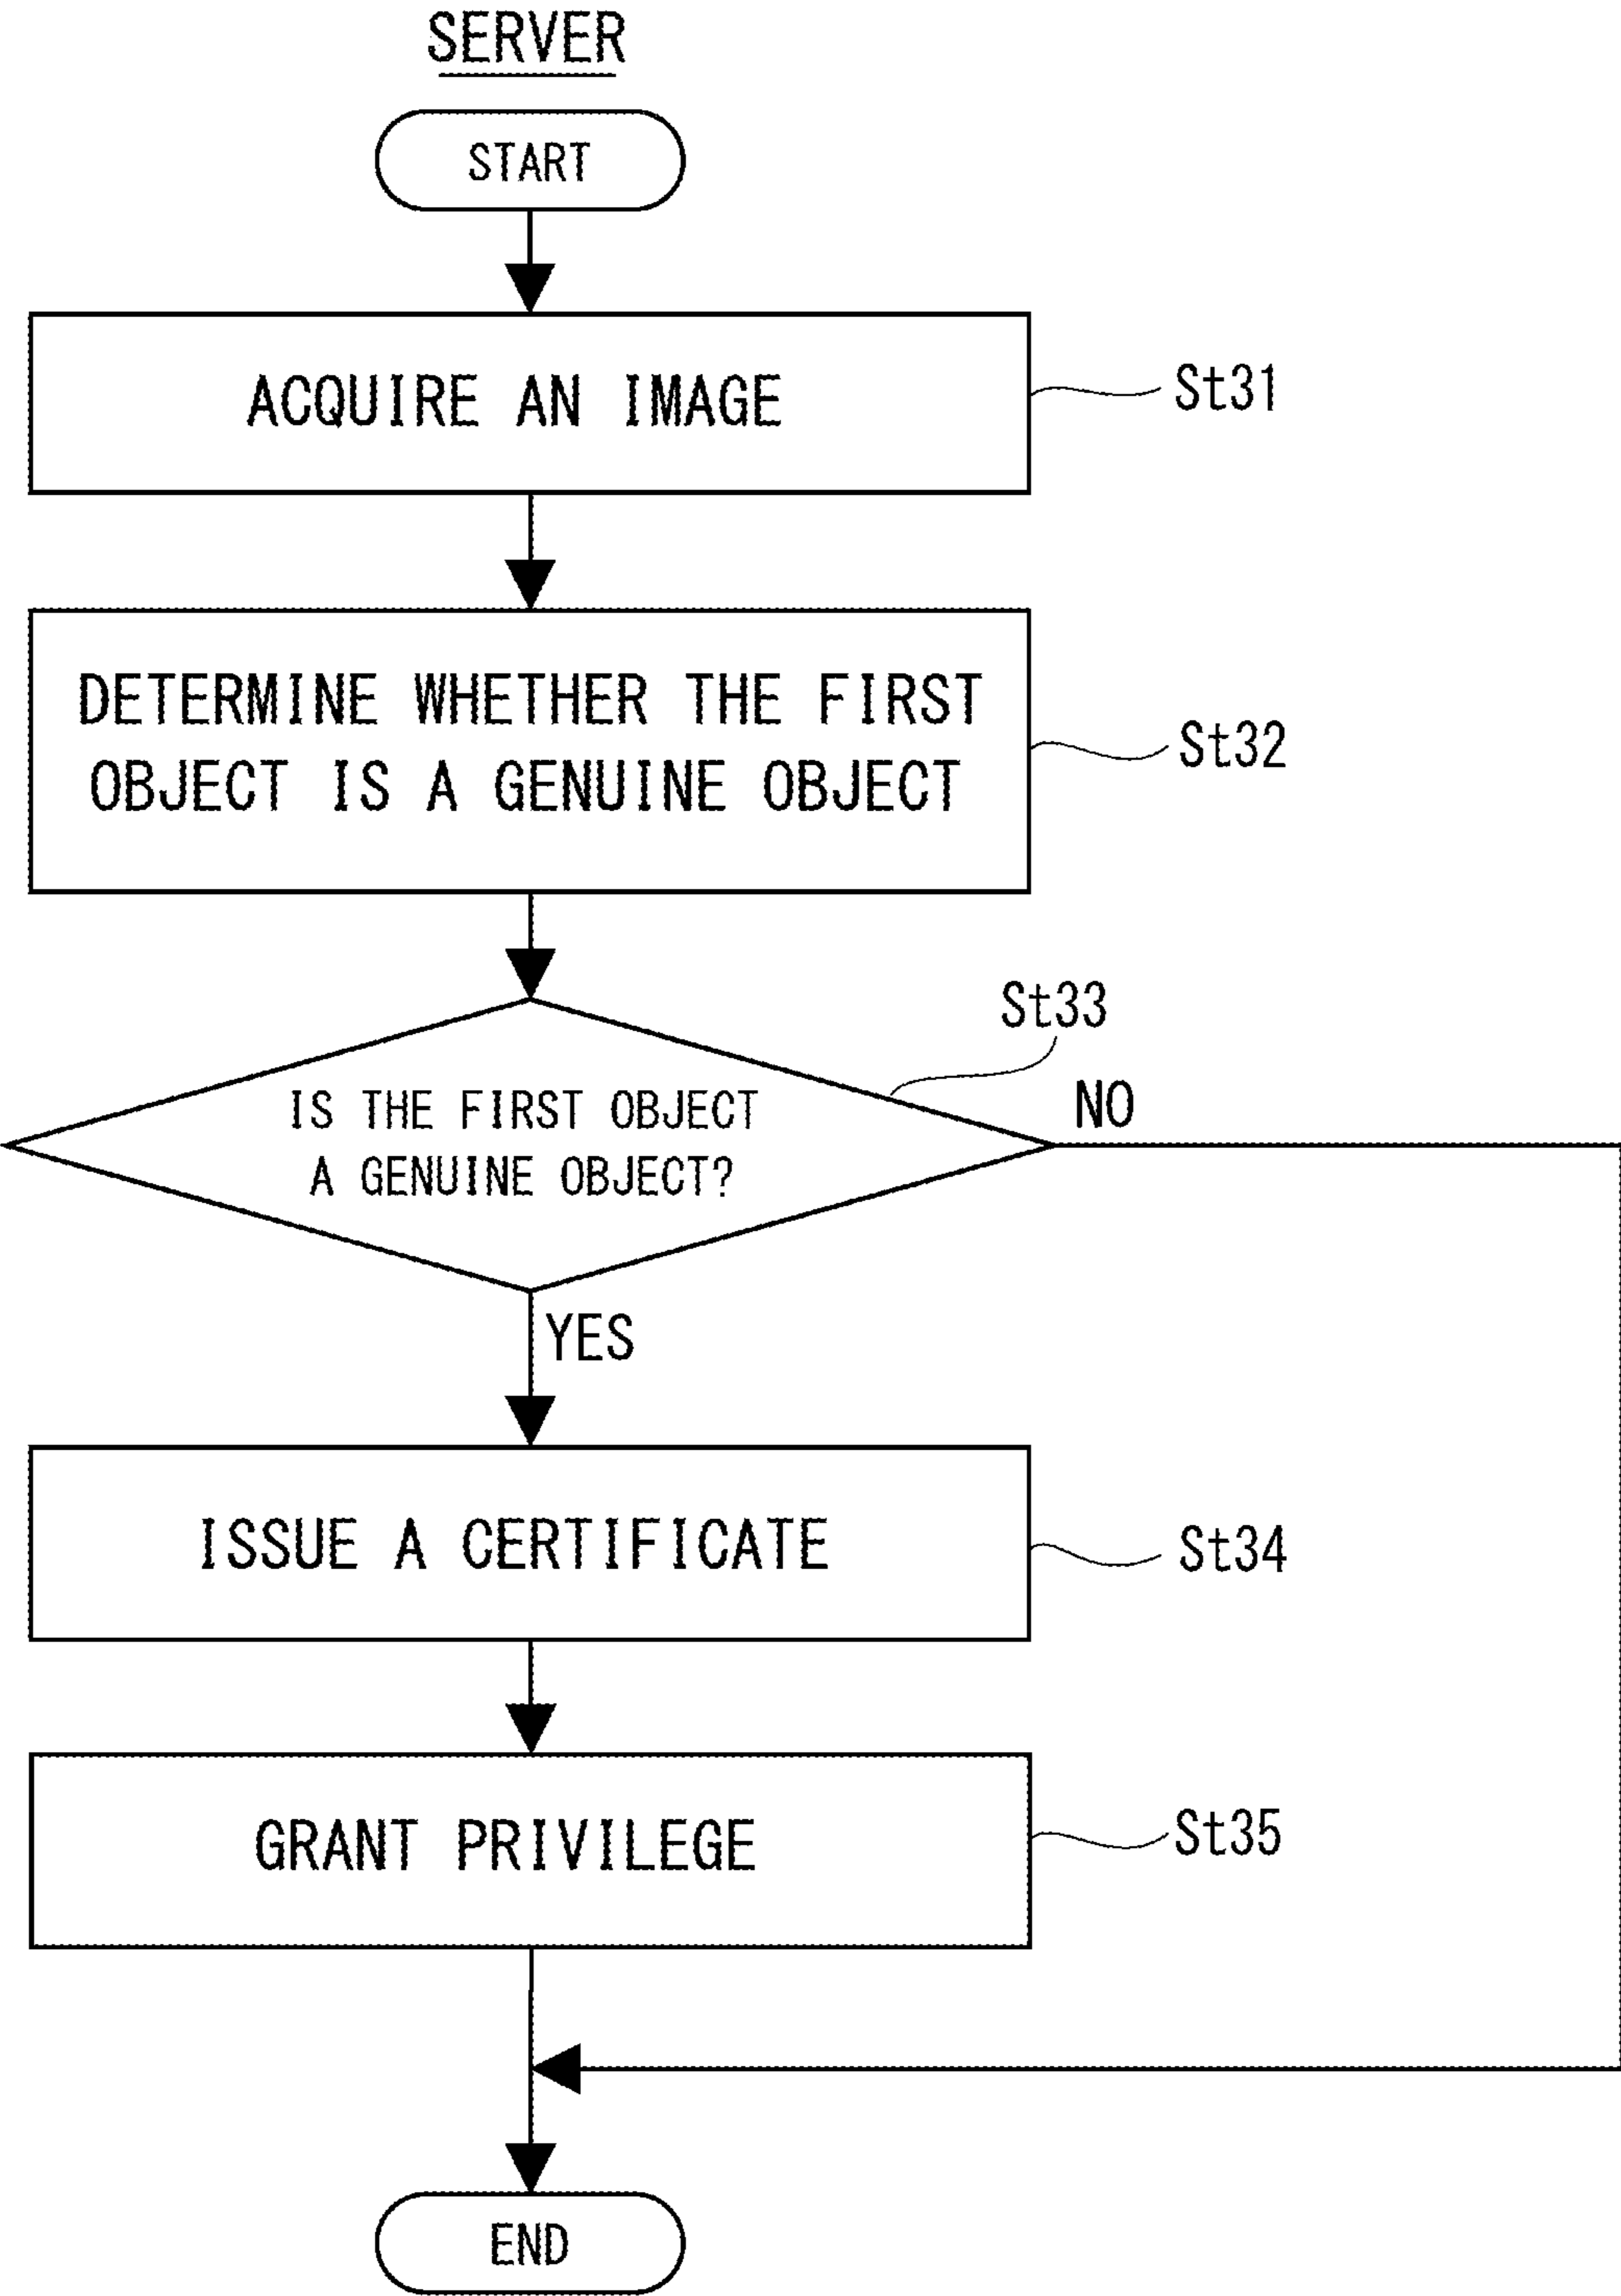 SERVER
START
ACQUIRE AN IMAGE
St31
DETERMINE WHETHER THE FIRST
OBJECT IS A GENUINE OBJECT
St32
St33
IS THE FIRST OBJECT
A GENUINE OBJECT?
NO
YES
ISSUE A CERTIFICATE
St34
GRANT PRIVILEGE
St35
END